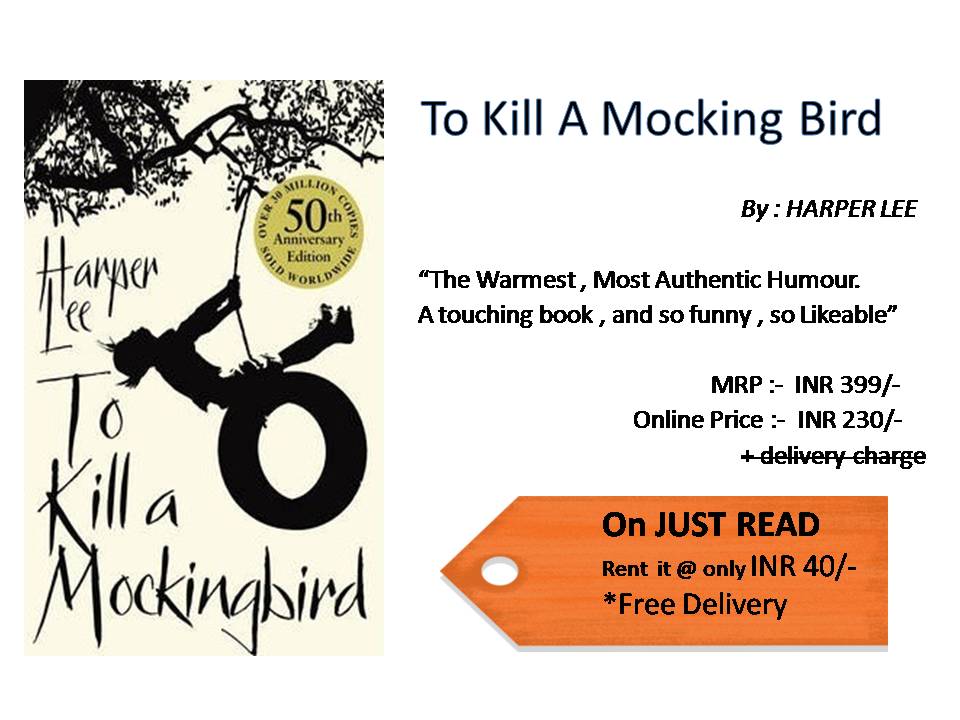 To Kill A Mocking Bird
By : HARPER LEE
“The Warmest , Most Authentic Humour.
A touching book , and so funny , so Likeable”
MRP :- INR 399/-
Online Price :- INR 230/-
+ delivery charge
On JUST READ
Rent it @ only INR 40/-
*Free Delivery
OVER 30 MILLION COPIES
50th
Anniversary
Edition
SOLD WORLDWIDE
Harper
Lee
To
Kill a
Mockingbird